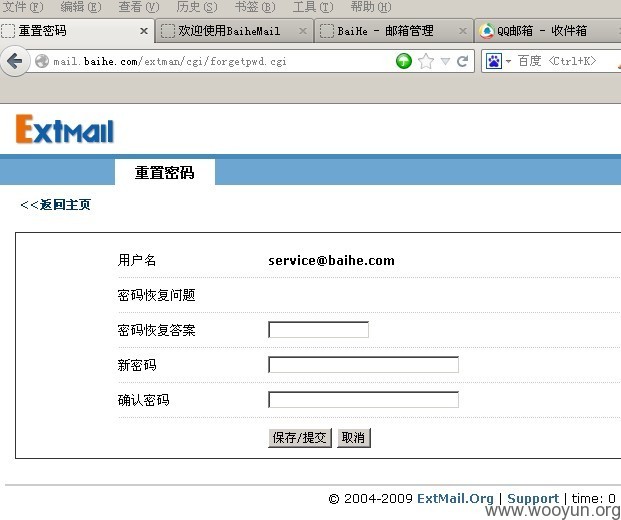 文件(F) 编辑(E) 查看(V) 历史(S) 书签(B) 工具(T) 帮助(H)
重置密码 × 欢迎使用BaiheMail × BaiHe - 邮箱管理 × QQ邮箱 - 收件箱
mail.baihe.com/extman/cgi/forgetpwd.cgi 百度 <Ctrl+K>
ExtMail
重置密码
<<返回主页
用户名 service@baihe.com
密码恢复问题
密码恢复答案
新密码
确认密码
保存/提交 取消
© 2004-2009 ExtMail.Org | Support | time: 0
www.wooyun.org